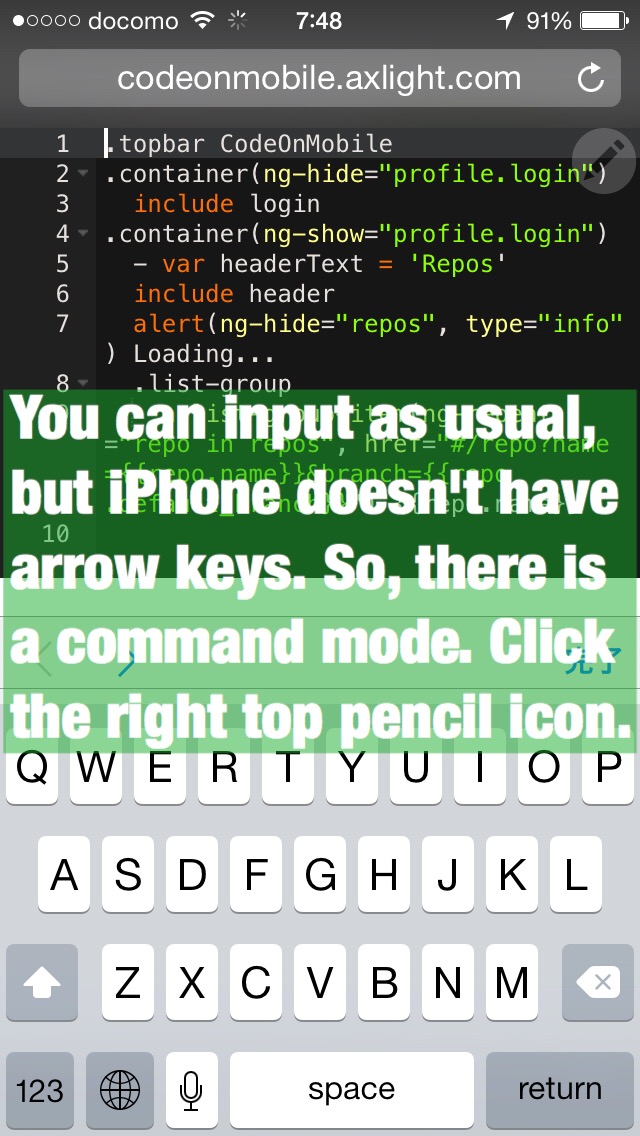 docomo 7:48 91%
codeonmobile.axlight.com
1 .topbar CodeOnMobile
2 .container(ng-hide="profile.login")
3 include login
4 .container(ng-show="profile.login")
5 - var headerText = 'Repos'
6 include header
7 alert(ng-hide="repos", type="info"
) Loading...
8 .list-group
You can input as usual,
="repo in repos", href="#/repo?name
={{repo.name}}&branch={{repo
but iPhone doesn't have
10
arrow keys. So, there is
a command mode. Click
完了
the right top pencil icon.
Q W E R T Y U I O P
A S D F G H J K L
Z X C V B N M
123 space return